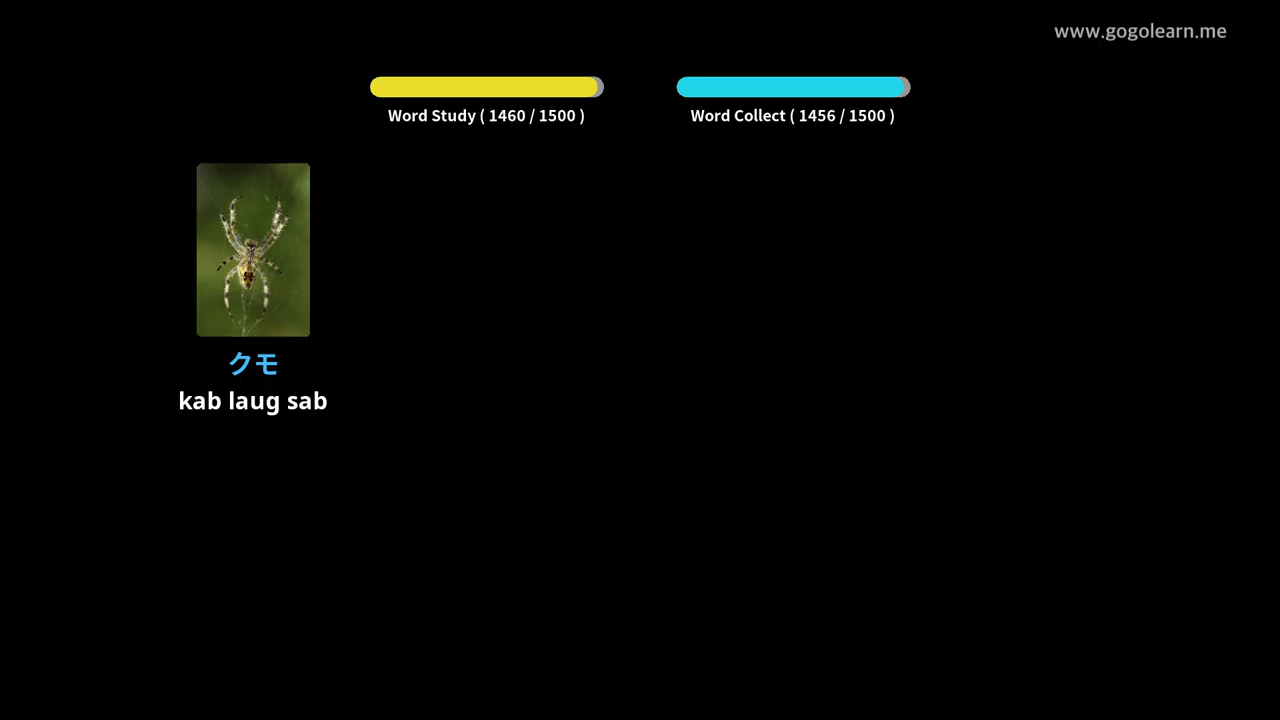 www.gogolearn.me
Word Study ( 1460 / 1500 )
Word Collect ( 1456 / 1500 )
クモ
kab laug sab